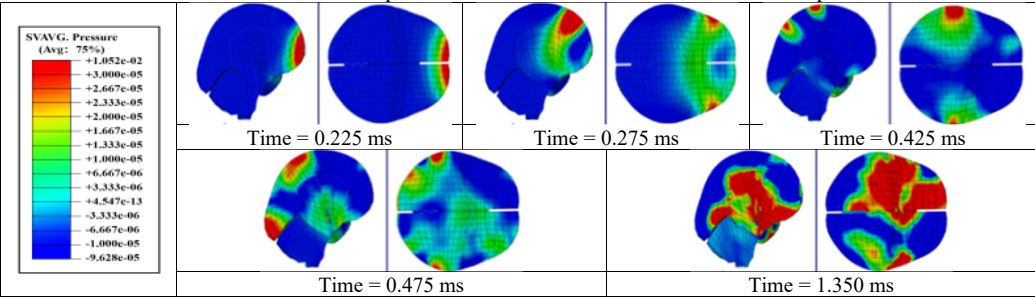 SVAVG. Pressure
(Avg: 75%)
+1.052e-02
+3.000e-05
+2.667e-05
+2.333e-05
+2.000e-05
+1.667e-05
+1.333e-05
+1.000e-05
+6.667e-06
+3.333e-06
+4.547e-13
-3.333e-06
-6.667e-06
-1.000e-05
-9.628e-05
Time = 0.225 ms
Time = 0.275 ms
Time = 0.425 ms
Time = 0.475 ms
Time = 1.350 ms